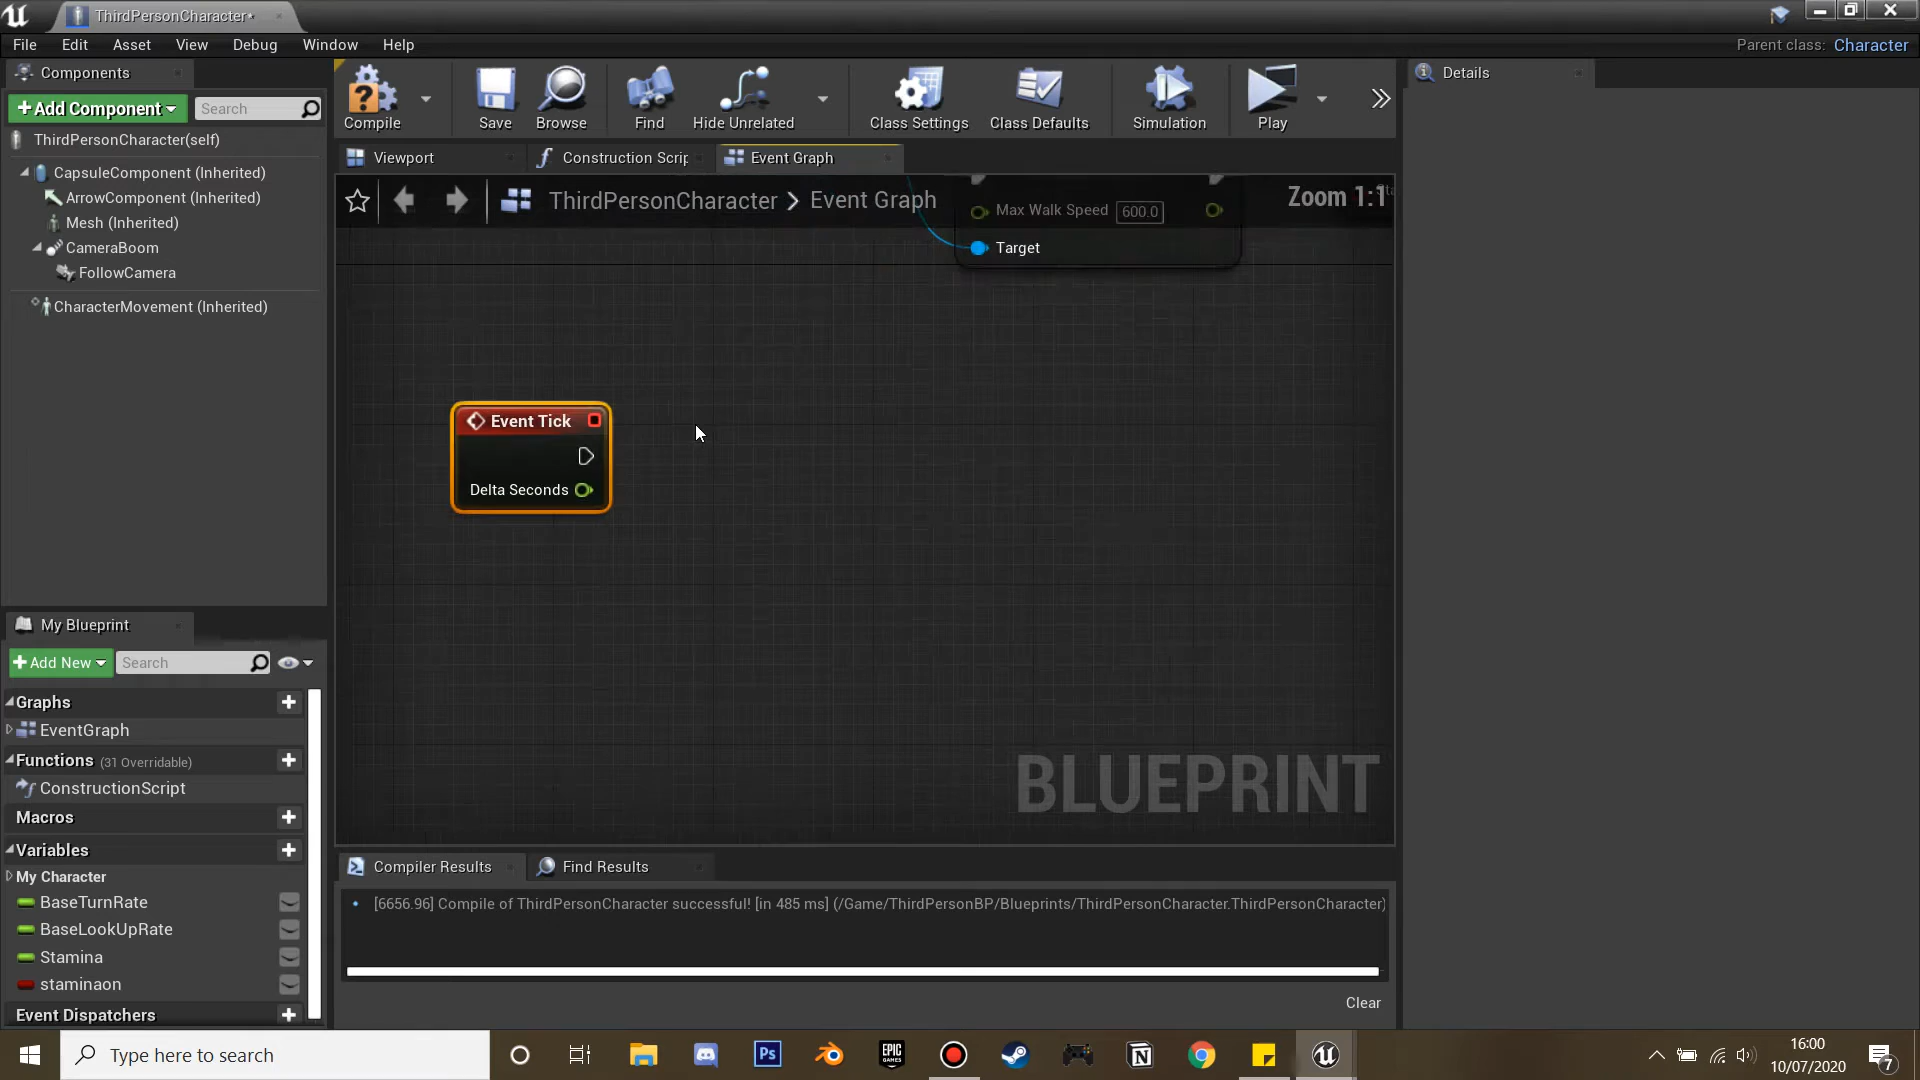 ThirdPersonCharacter*
File Edit Asset View Debug Window Help
Parent class: Character
Components
+Add Component
Search
ThirdPersonCharacter(self)
CapsuleComponent (Inherited)
ArrowComponent (Inherited)
Mesh (Inherited)
CameraBoom
FollowCamera
CharacterMovement (Inherited)
Compile
Save
Browse
Find
Hide Unrelated
Class Settings
Class Defaults
Simulation
Play
Details
Viewport
Construction Scrip
Event Graph
ThirdPersonCharacter > Event Graph
Zoom 1:1
Max Walk Speed 600.0
Target
Event Tick
Delta Seconds
BLUEPRINT
My Blueprint
+Add New
Search
Graphs
EventGraph
Functions (31 Overridable)
ConstructionScript
Macros
Variables
My Character
BaseTurnRate
BaseLookUpRate
Stamina
staminaon
Event Dispatchers
Compiler Results
Find Results
[6656.96] Compile of ThirdPersonCharacter successful! [in 485 ms] (/Game/ThirdPersonBP/Blueprints/ThirdPersonCharacter.ThirdPersonCharacter)
Clear
Type here to search
Ps
EPIC GAMES
16:00
10/07/2020
7